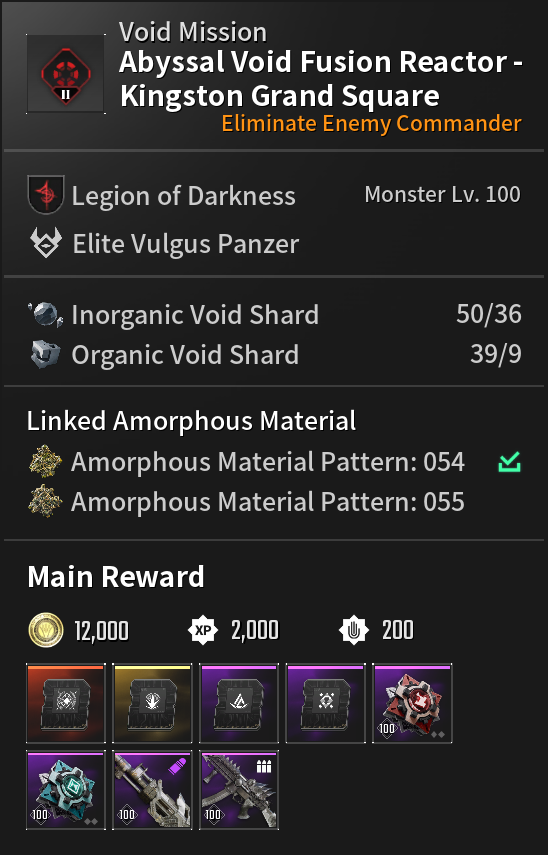 Void Mission
Abyssal Void Fusion Reactor -
Kingston Grand Square
II
Eliminate Enemy Commander
Legion of Darkness Monster Lv. 100
Elite Vulgus Panzer
Inorganic Void Shard 50/36
Organic Void Shard 39/9
Linked Amorphous Material
Amorphous Material Pattern: 054
Amorphous Material Pattern: 055
Main Reward
12,000 XP 2,000 200
100
100 100 100